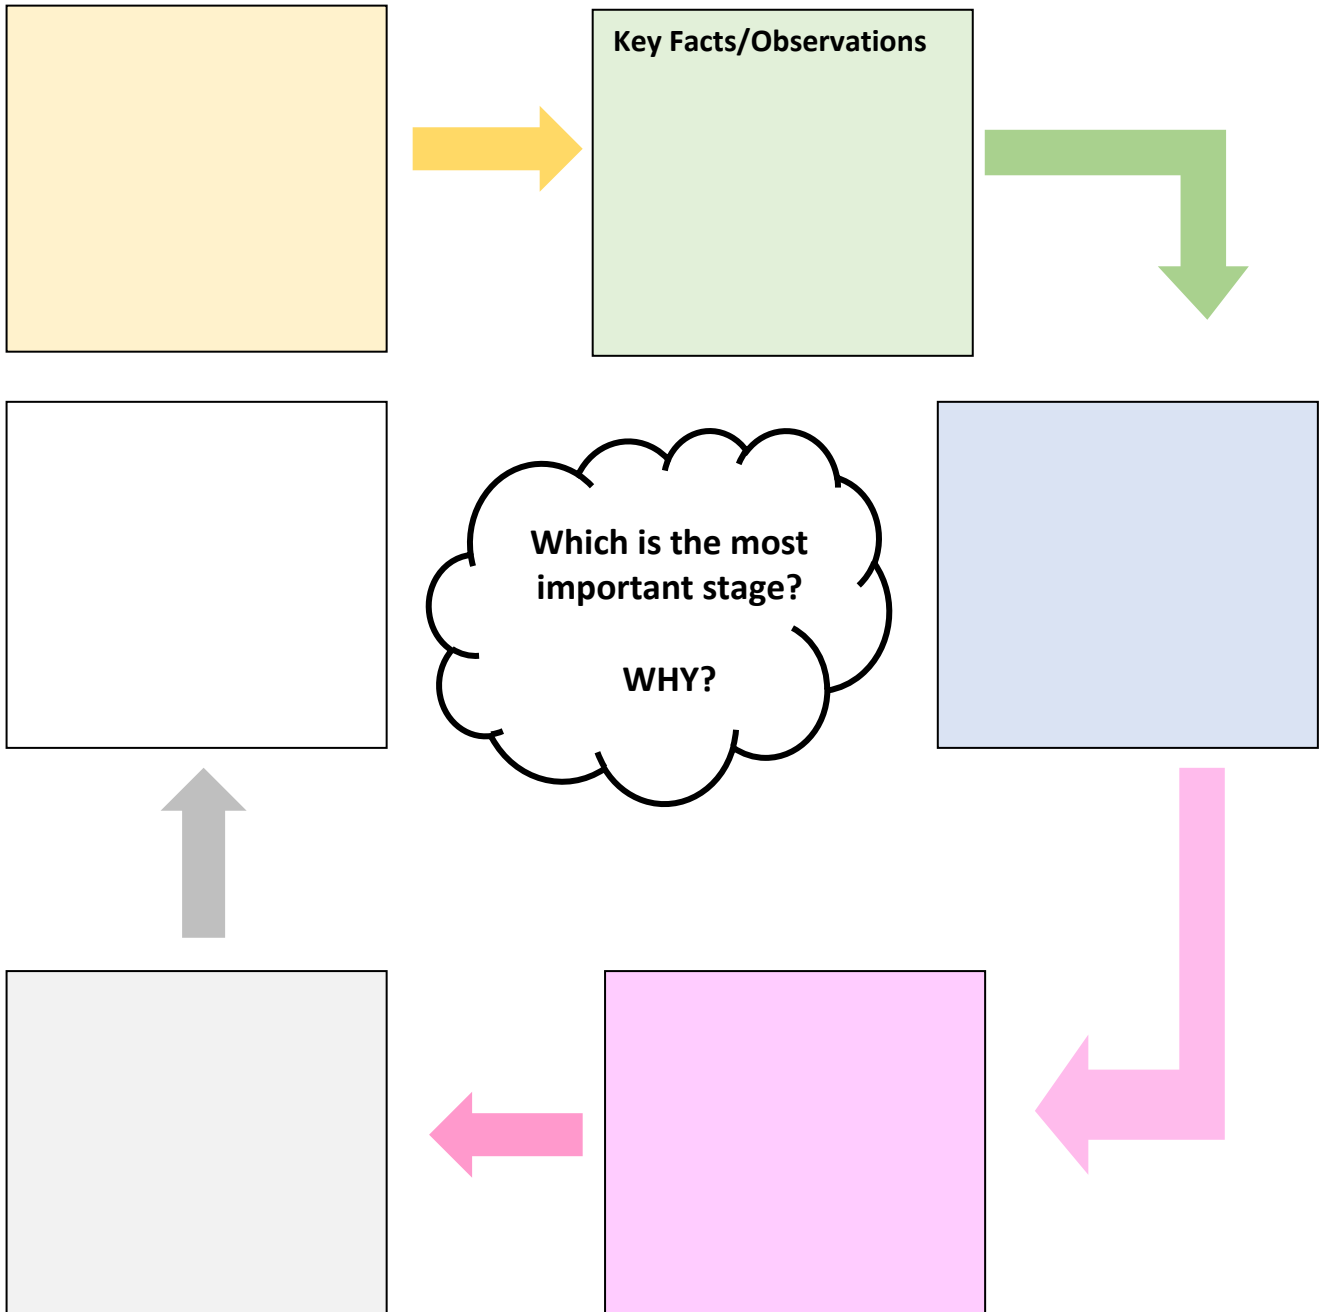 Key Facts/Observations
Which is the most
important stage?
WHY?